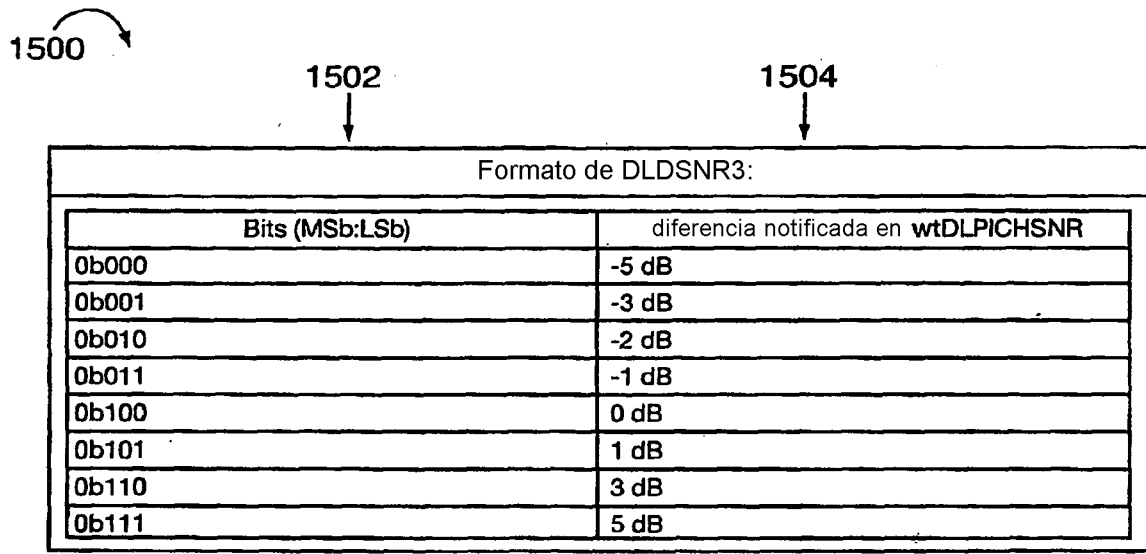 1500
1502 1504
Formato de DLDSNR3:
Bits (MSb:LSb) diferencia notificada en wtDLPICHSNR
0b000 -5 dB
0b001 -3 dB
0b010 -2 dB
0b011 -1 dB
0b100 0 dB
0b101 1 dB
0b110 3 dB
0b111 5 dB